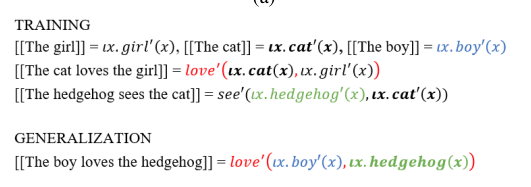 TRAINING
[[The girl]] = ιx. girl′(x), [[The cat]] = ιx. cat′(x), [[The boy]] = ιx. boy′(x)
[[The cat loves the girl]] = love′(ιx. cat(x), ιx. girl′(x))
[[The hedgehog sees the cat]] = see′(ιx. hedgehog′(x), ιx. cat′(x))
GENERALIZATION
[[The boy loves the hedgehog]] = love′(ιx. boy′(x), ιx. hedgehog(x))